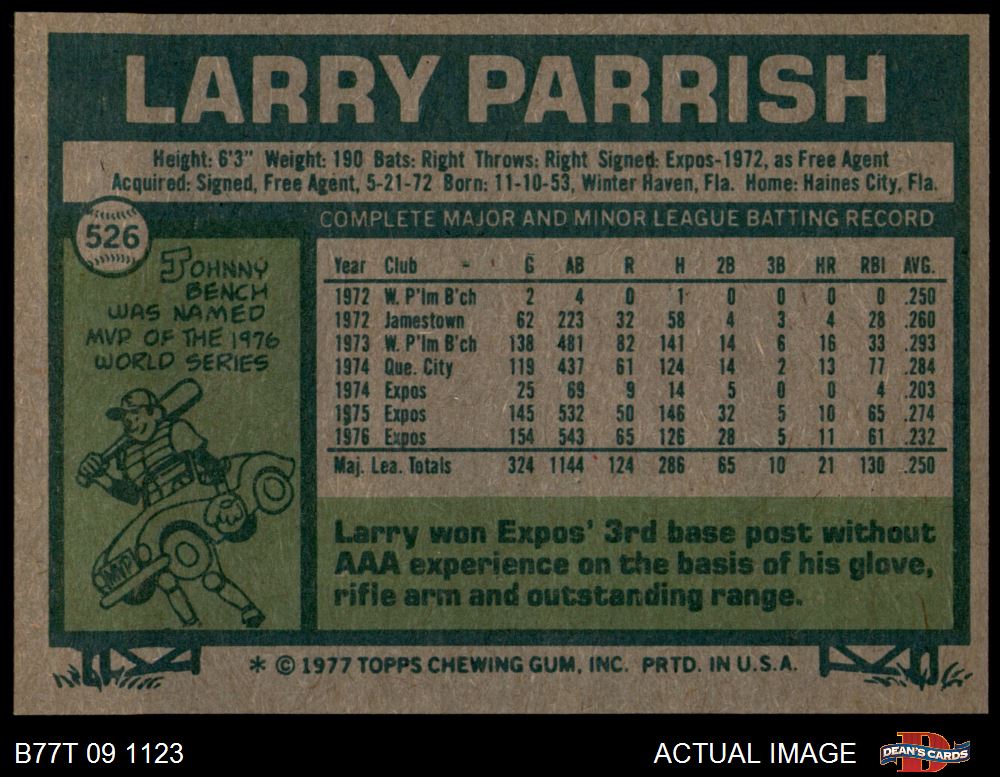 LARRY PARRISH
Height: 6'3" Weight: 190 Bats: Right Throws: Right Signed: Expos-1972, as Free Agent
Acquired: Signed, Free Agent, 5-21-72 Born: 11-10-53, Winter Haven, Fla. Home: Haines City, Fla.
526
JOHNNY
BENCH
WAS NAMED
MVP OF THE 1976
WORLD SERIES
MVP
COMPLETE MAJOR AND MINOR LEAGUE BATTING RECORD
Year Club G AB R H 2B 3B HR RBI AVG.
1972 W. P'lm B'ch 2 4 0 1 0 0 0 0 .250
1972 Jamestown 62 223 32 58 4 3 4 28 .260
1973 W. P'lm B'ch 138 481 82 141 14 6 16 33 .293
1974 Que. City 119 437 61 124 14 2 13 77 .284
1974 Expos 25 69 9 14 5 0 0 4 .203
1975 Expos 145 532 50 146 32 5 10 65 .274
1976 Expos 154 543 65 126 28 5 11 61 .232
Maj. Lea. Totals 324 1144 124 286 65 10 21 130 .250
Larry won Expos' 3rd base post without
AAA experience on the basis of his glove,
rifle arm and outstanding range.
* © 1977 TOPPS CHEWING GUM, INC. PRTD. IN U.S.A.
B77T 09 1123
ACTUAL IMAGE
D
DEAN'S CARDS